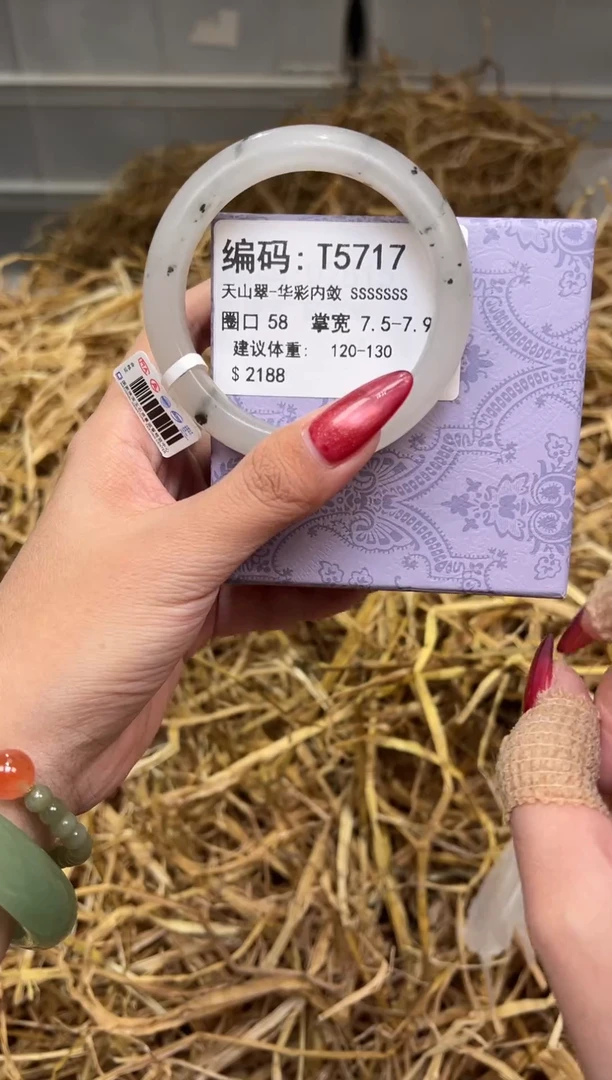 编码: T5717
天山翠-华彩内敛 SSSSSSS
圈口 58 掌宽 7.5-7.9
建议体重: 120-130
$ 2188